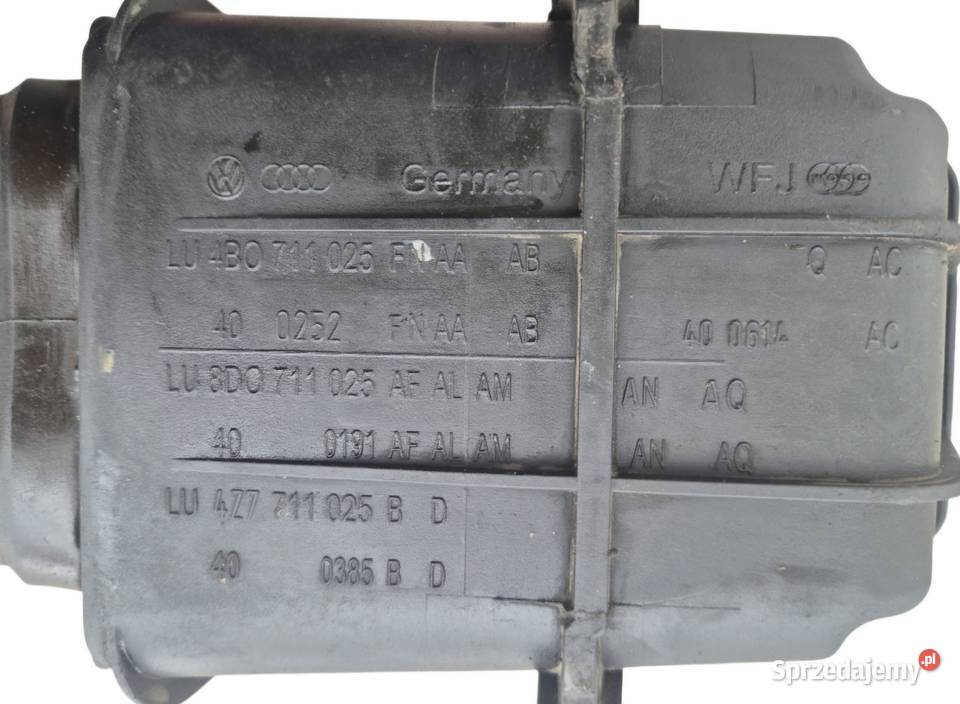 Germany WFJ
LU 4B0 711 025 F N AA AB Q AC
40 0252 F N AA AB 40 0614 AC
LU 8D0 711 025 AF AL AM AN AQ
40 0191 AF AL AM AN AQ
LU 4Z7 711 025 B D
40 0385 B D
Sprzedajemy.pl